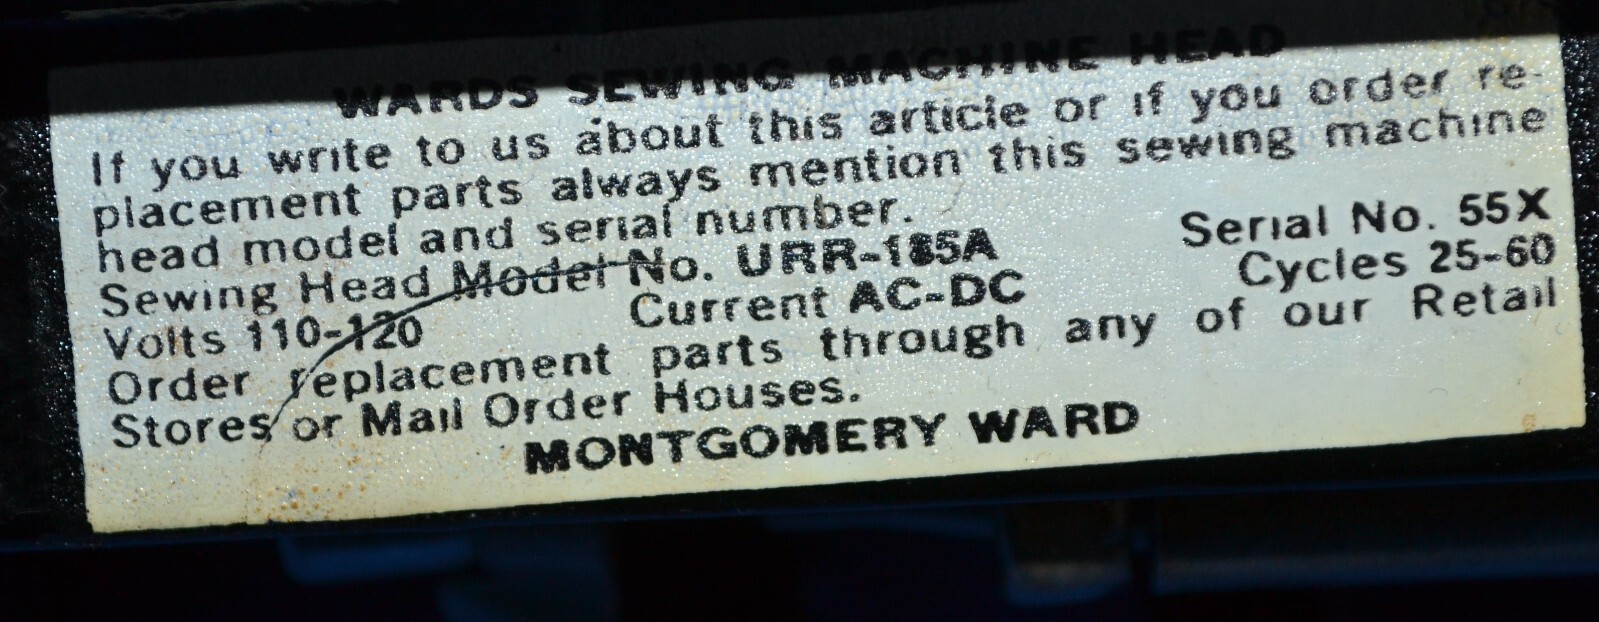 WARDS SEWING MACHINE HEAD
If you write to us about this article or if you order re-
placement parts always mention this sewing machine
head model and serial number.
Sewing Head Model No. URR-185A Serial No. 55X
Volts 110-120 Current AC-DC Cycles 25-60
Order replacement parts through any of our Retail
Stores or Mail Order Houses.
MONTGOMERY WARD